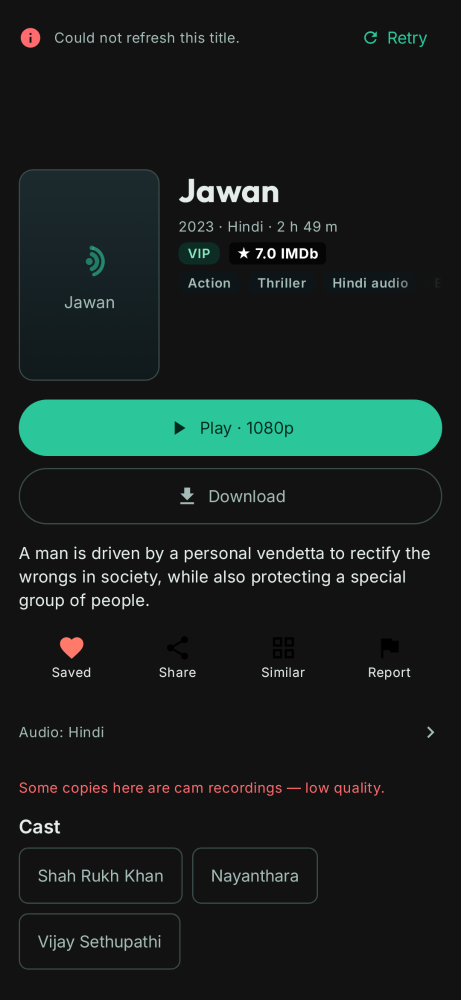 Could not refresh this title.
Retry
Jawan
Jawan
2023 · Hindi · 2 h 49 m
VIP
★ 7.0 IMDb
Action Thriller Hindi audio
Play · 1080p
Download
A man is driven by a personal vendetta to rectify the
wrongs in society, while also protecting a special
group of people.
Saved Share Similar Report
Audio: Hindi
Some copies here are cam recordings — low quality.
Cast
Shah Rukh Khan Nayanthara
Vijay Sethupathi